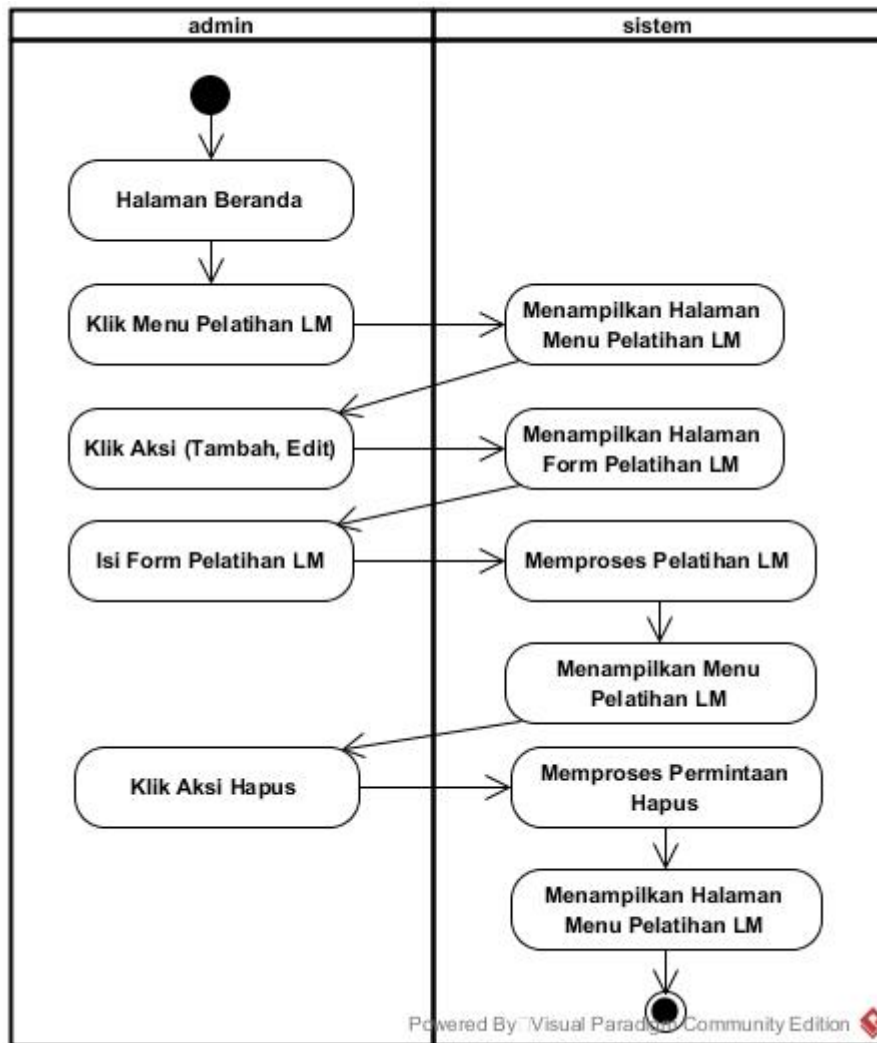 admin
sistem
Halaman Beranda
Klik Menu Pelatihan LM
Menampilkan Halaman
Menu Pelatihan LM
Klik Aksi (Tambah, Edit)
Menampilkan Halaman
Form Pelatihan LM
Isi Form Pelatihan LM
Memproses Pelatihan LM
Menampilkan Menu
Pelatihan LM
Klik Aksi Hapus
Memproses Permintaan
Hapus
Menampilkan Halaman
Menu Pelatihan LM
Powered By Visual Paradigm Community Edition